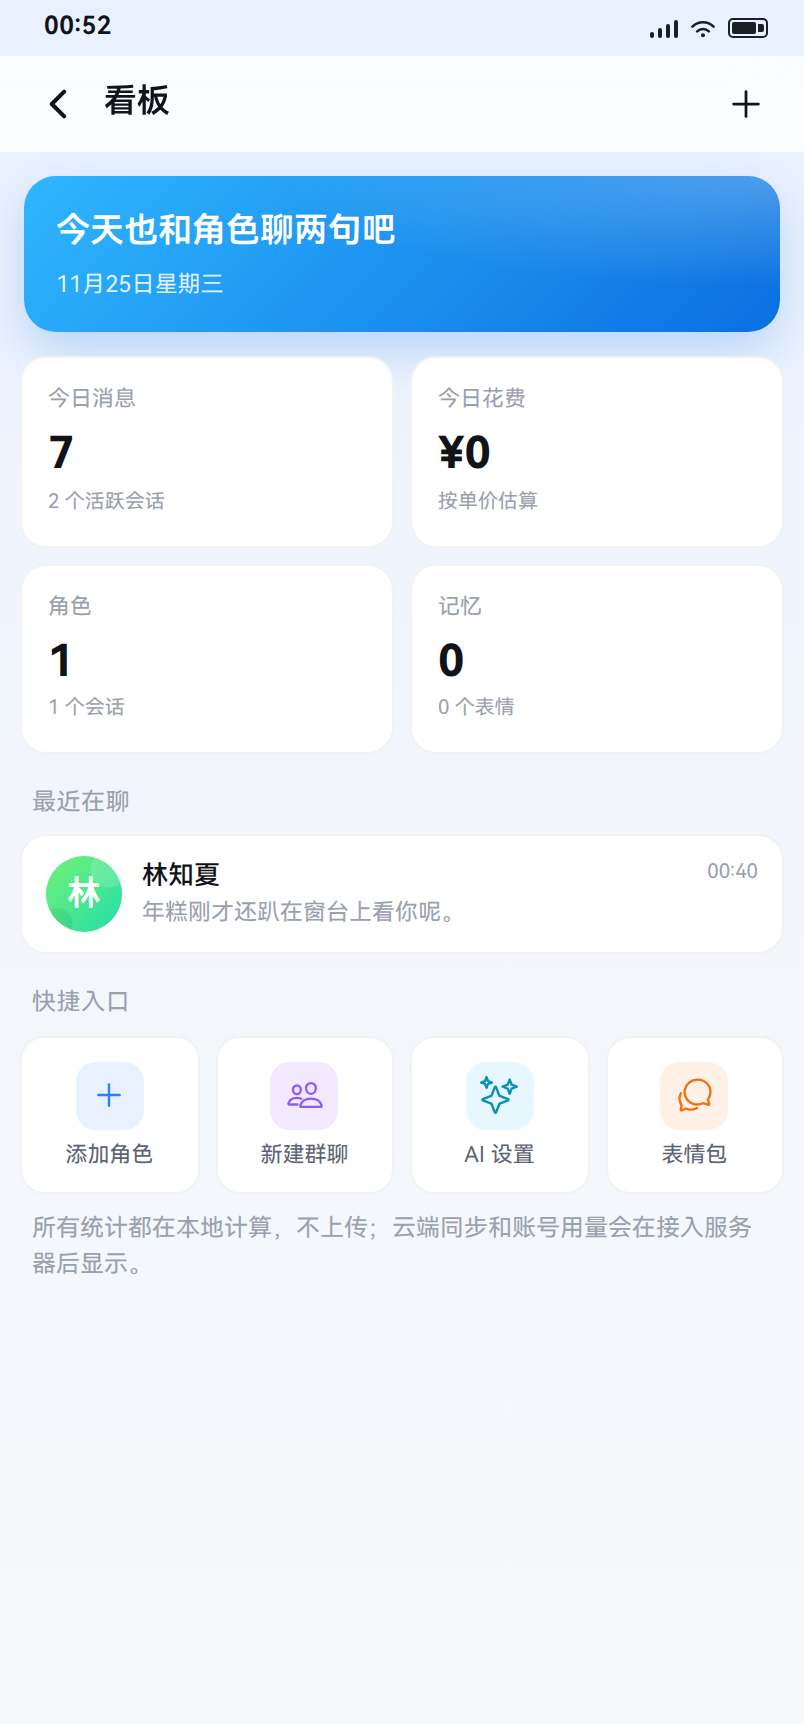 00:52
看板
今天也和角色聊两句吧
11月25日星期三
今日消息
7
2 个活跃会话
今日花费
¥0
按单价估算
角色
1
1 个会话
记忆
0
0 个表情
最近在聊
林
林知夏
00:40
年糕刚才还趴在窗台上看你呢。
快捷入口
添加角色
新建群聊
AI 设置
表情包
所有统计都在本地计算，不上传；云端同步和账号用量会在接入服务
器后显示。